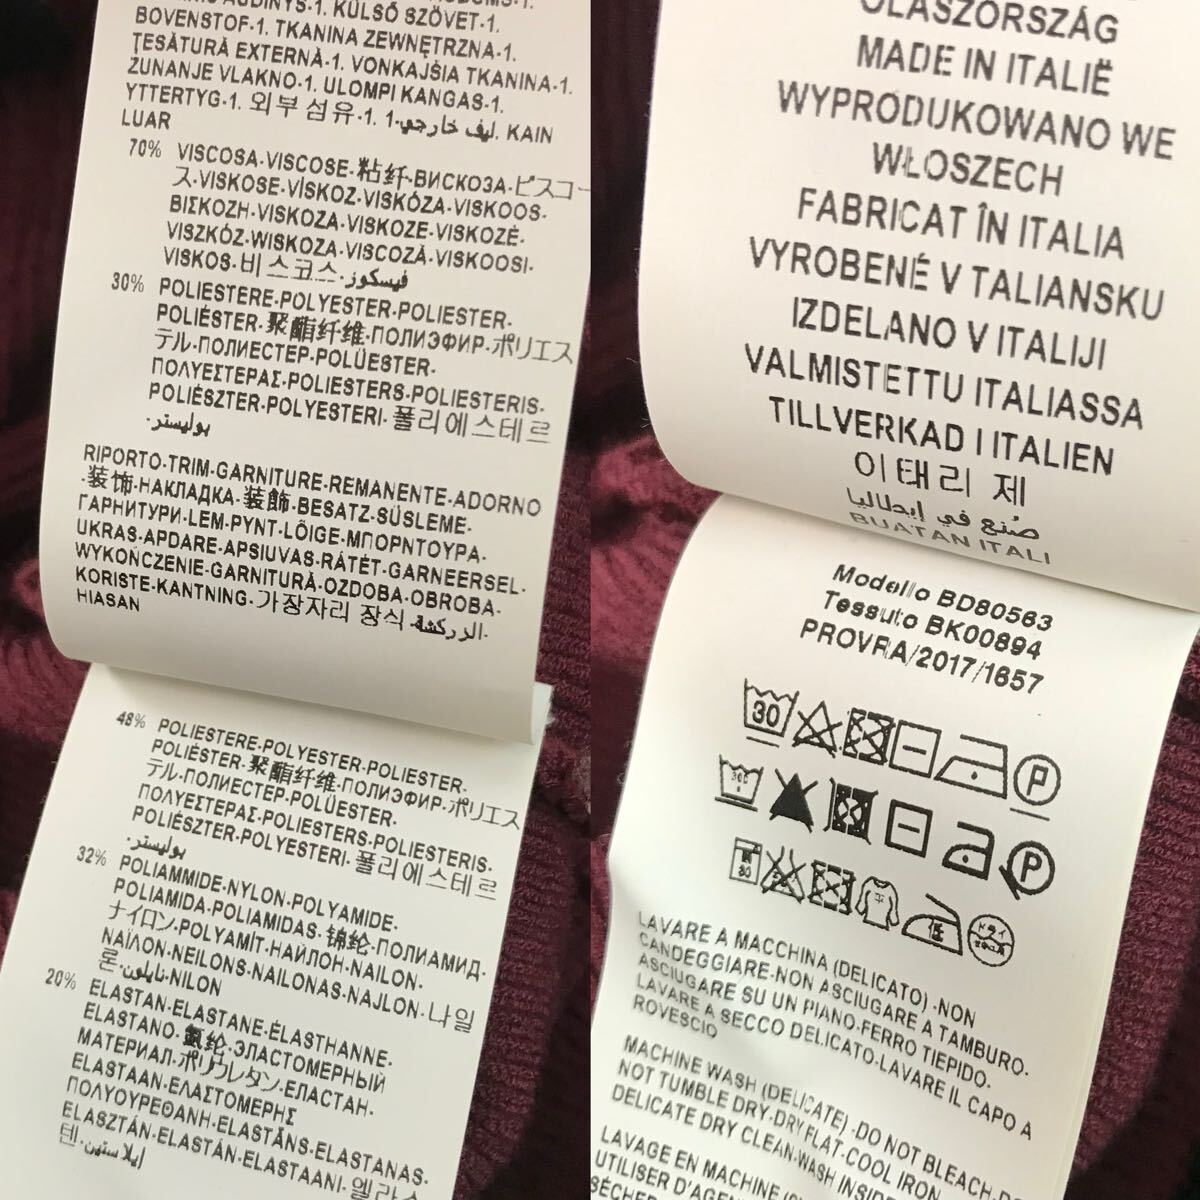 AUDINYS-1. KÜLSŐ SZÖVET-1.
BOVENSTOF-1. TKANINA ZEWNĘTRZNA-1.
ȚESĂTURĂ EXTERNĂ-1. VONKAJŠIA TKANINA-1.
ZUNANJE VLAKNO-1. ULOMPI KANGAS-1.
YTTERTYG-1. 외부 섬유-1. ليف خارجي-1. KAIN
LUAR
70% VISCOSA-VISCOSE-粘纤-ВИСКОЗА-ビスコー
ス-VISKOSE-VİSKOZ-VISKÓZA-VISKOOS-
ΒΙΣΚΟΖΗ-VISKOZA-VISKOZE-VISKOZĖ-
VISZKÓZ-WISKOZA-VISCOZĂ-VISKOOSI-
VISKOS-비스코스-فيسكوز
30% POLIESTERE-POLYESTER-POLIESTER-
POLIÉSTER-聚酯纤维-ПОЛИЭФИР-ポリエス
テル-ПОЛИЕСТЕР-POLÜESTER-
ΠΟΛΥΕΣΤΕΡΑΣ-POLIESTERS-POLIESTERIS-
POLIÉSZTER-POLYESTERI-폴리에스테르
-بوليستر
RIPORTO-TRIM-GARNITURE-REMANENTE-ADORNO
-装饰-НАКЛАДКА-装飾-BESATZ-SÜSLEME-
ГАРНИТУРИ-LEM-PYNT-LÕIGE-ΜΠΟΡΝΤΟΥΡΑ-
UKRAS-APDARE-APSIUVAS-RÁTÉT-GARNEERSEL-
WYKOŃCZENIE-GARNITURĂ-OZDOBA-OBROBA-
KORISTE-KANTNING-가장자리 장식-الزركشة-
HIASAN
48% POLIESTERE-POLYESTER-POLIESTER-
POLIÉSTER-聚酯纤维-ПОЛИЭФИР-ポリエス
テル-ПОЛИЕСТЕР-POLÜESTER-
ΠΟΛΥΕΣΤΕΡΑΣ-POLIESTERS-POLIESTERIS-
POLIÉSZTER-POLYESTERI-폴리에스테르
-بوليستر
32% POLIAMMIDE-NYLON-POLYAMIDE-
POLIAMIDA-POLIAMIDAS-锦纶-ПОЛИАМИД-
ナイロン-POLYAMİT-НАЙЛОН-NAILON-
ΝΑΪΛΟΝ-NEILONS-NAILONAS-NAJLON-나일
론-نايلون-NILON
20% ELASTAN-ELASTANE-ÉLASTHANNE-
ELASTANO-氨纶-ЭЛАСТОМЕРНЫЙ
МАТЕРИАЛ-ポリウレタン-ЕЛАСТАН-
ELASTAAN-ΕΛΑΣΤΟΜΕΡΗΣ
ΠΟΛΥΟΥΡΕΘΑΝΗ-ELASTĀNS-ELASTANAS-
ELASZTÁN-ELASTÁN-ELASTAANI-엘라스
텐-إيلاستين
OLASZORSZÁG
MADE IN ITALIË
WYPRODUKOWANO WE
WŁOSZECH
FABRICAT ÎN ITALIA
VYROBENÉ V TALIANSKU
IZDELANO V ITALIJI
VALMISTETTU ITALIASSA
TILLVERKAD I ITALIEN
이태리 제
صُنع في إيطاليا
BUATAN ITALI
Modello BD80563
Tessuto BK00894
PROVRA/2017/1657
30 P
30C P
30 低 ドライ
LAVARE A MACCHINA (DELICATO) -NON
CANDEGGIARE-NON ASCIUGARE A TAMBURO-
ASCIUGARE SU UN PIANO-FERRO TIEPIDO-
LAVARE A SECCO DELICATO-LAVARE IL CAPO A
ROVESCIO
MACHINE WASH (DELICATE) -DO NOT BLEACH-D
NOT TUMBLE DRY-DRY FLAT-COOL IRON
DELICATE DRY CLEAN-WASH INSIDE
LAVAGE EN MACHINE
UTILISER D'AGEN
SÉCHER